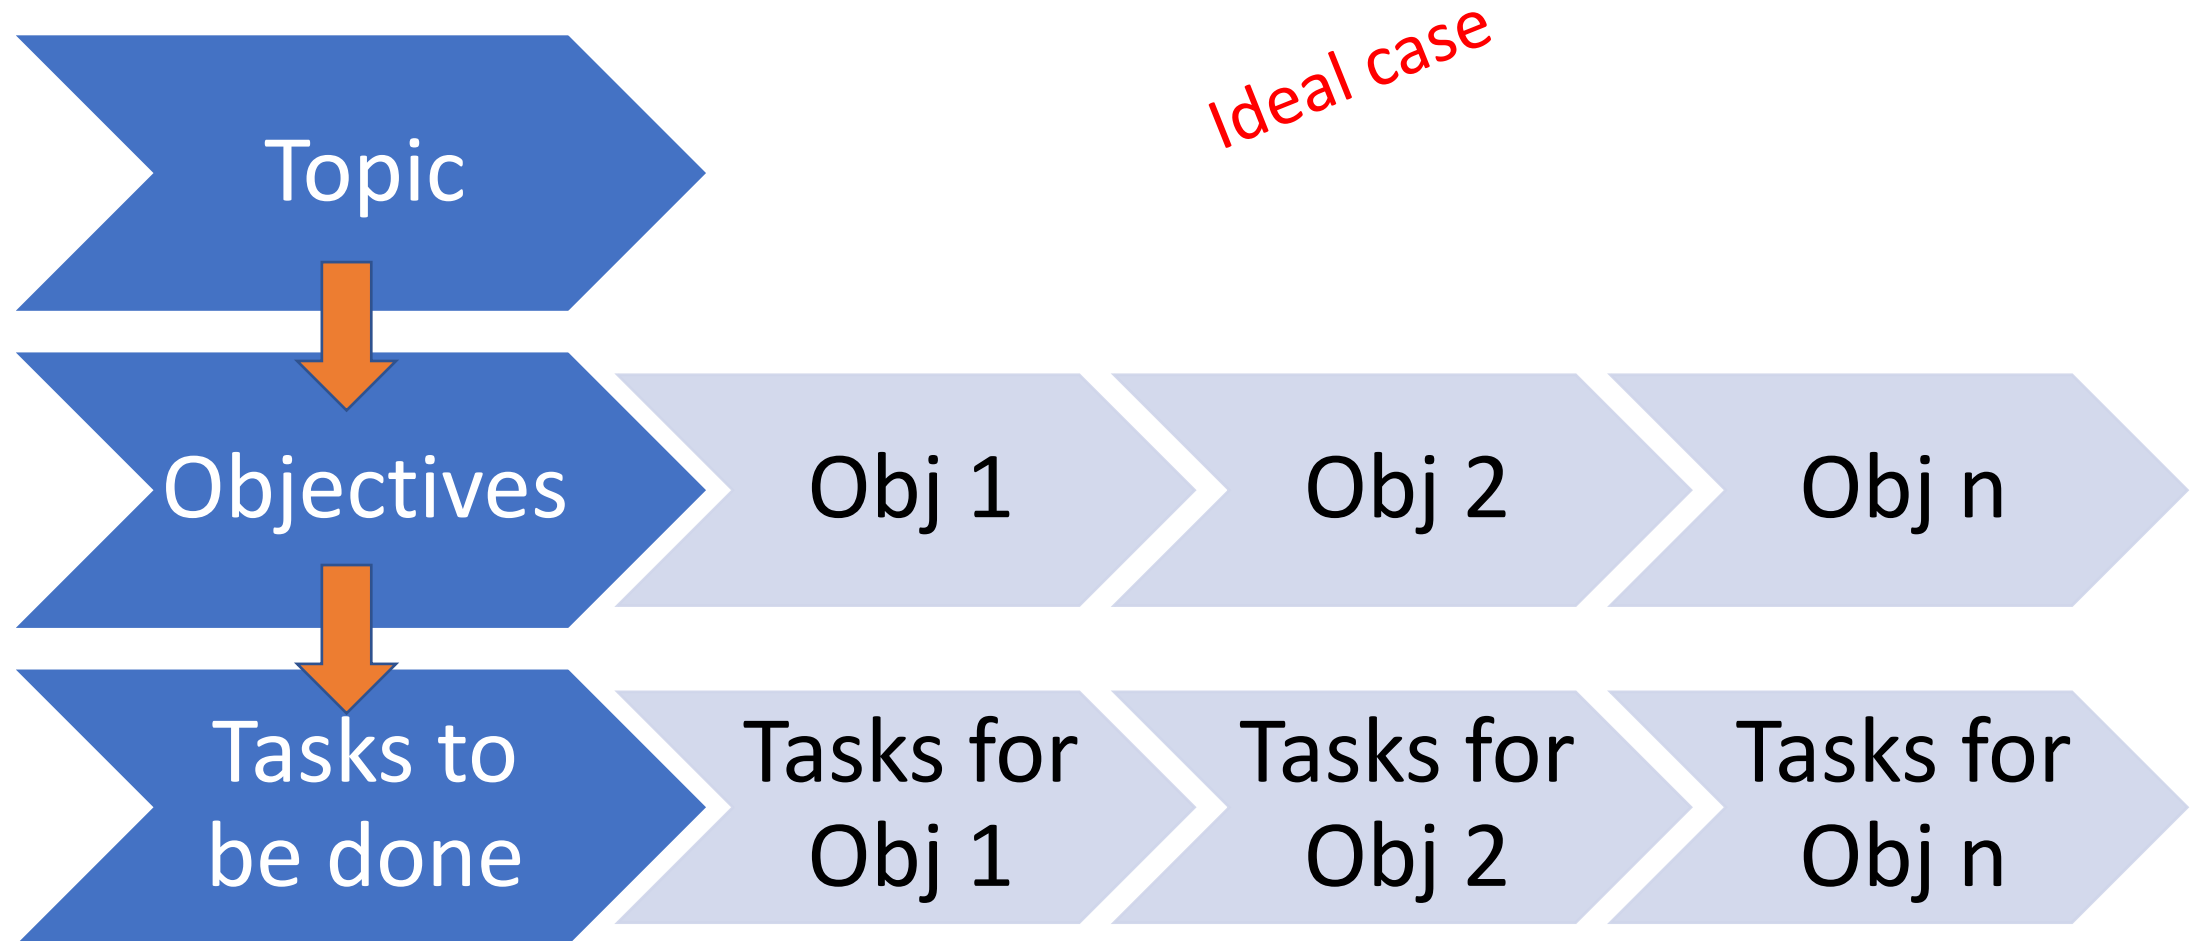 Ideal case
Topic
Objectives
Obj 1
Obj 2
Obj n
Tasks to
be done
Tasks for
Obj 1
Tasks for
Obj 2
Tasks for
Obj n